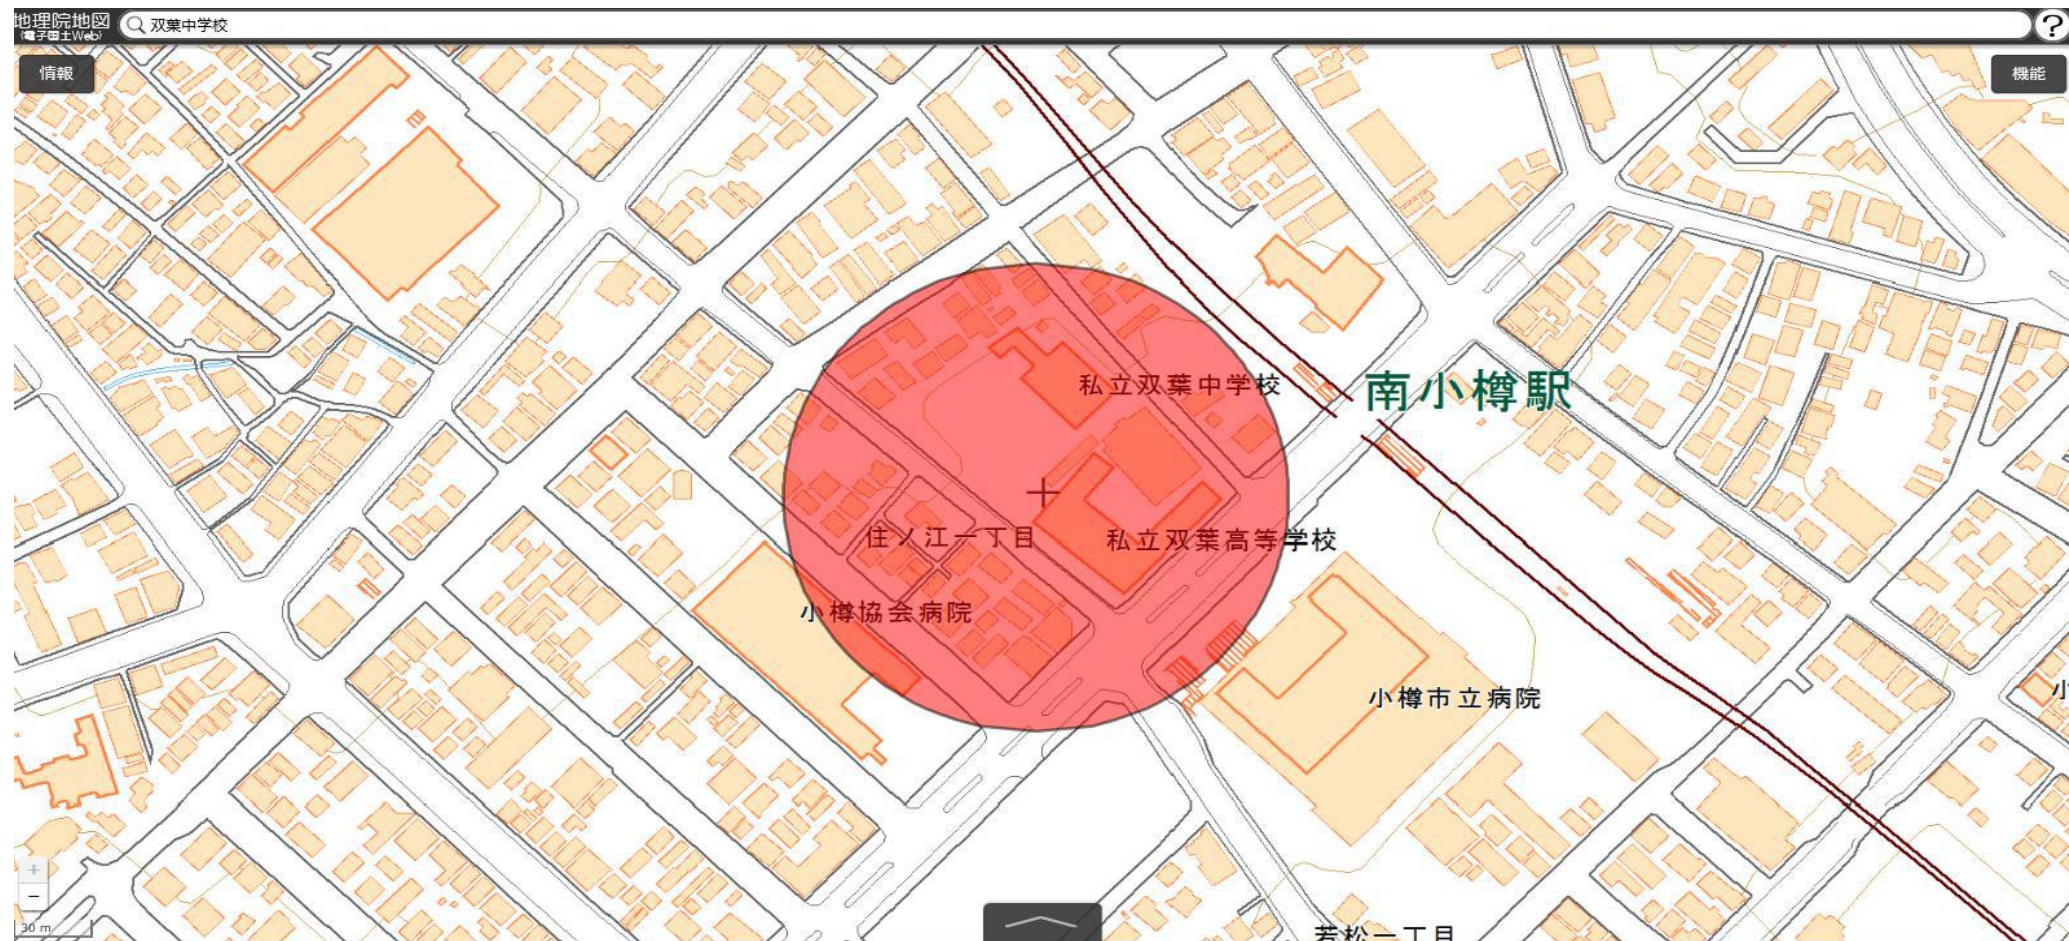 地理院地図
(電子国土Web)
双葉中学校
?
情報
機能
私立双葉中学校
南小樽駅
住ノ江一丁目
私立双葉高等学校
小樽協会病院
小樽市立病院
小
+
−
30 m
若松一丁目